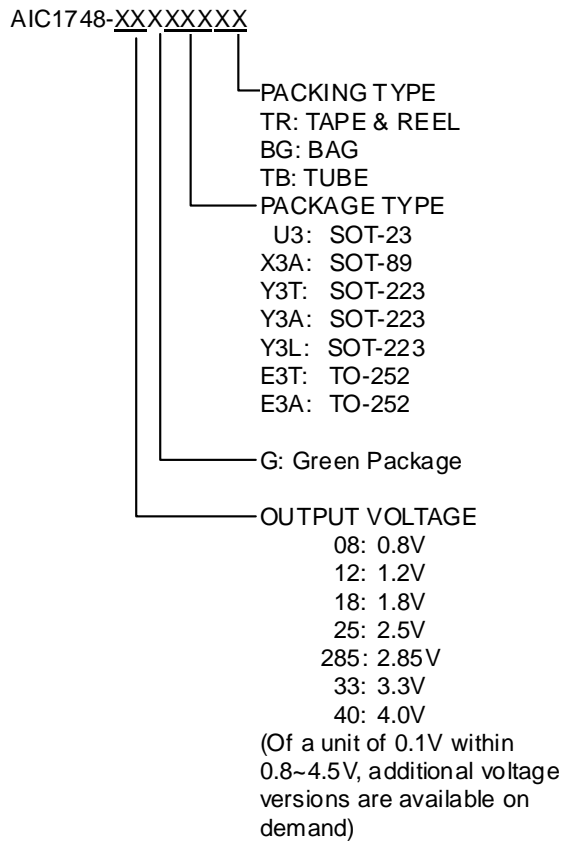 AIC1748-XXXXXXXX
PACKING TYPE
TR: TAPE & REEL
BG: BAG
TB: TUBE
PACKAGE TYPE
U3: SOT-23
X3A: SOT-89
Y3T: SOT-223
Y3A: SOT-223
Y3L: SOT-223
E3T: TO-252
E3A: TO-252
G: Green Package
OUTPUT VOLTAGE
08: 0.8V
12: 1.2V
18: 1.8V
25: 2.5V
285: 2.85V
33: 3.3V
40: 4.0V
(Of a unit of 0.1V within
0.8~4.5V, additional voltage
versions are available on
demand)